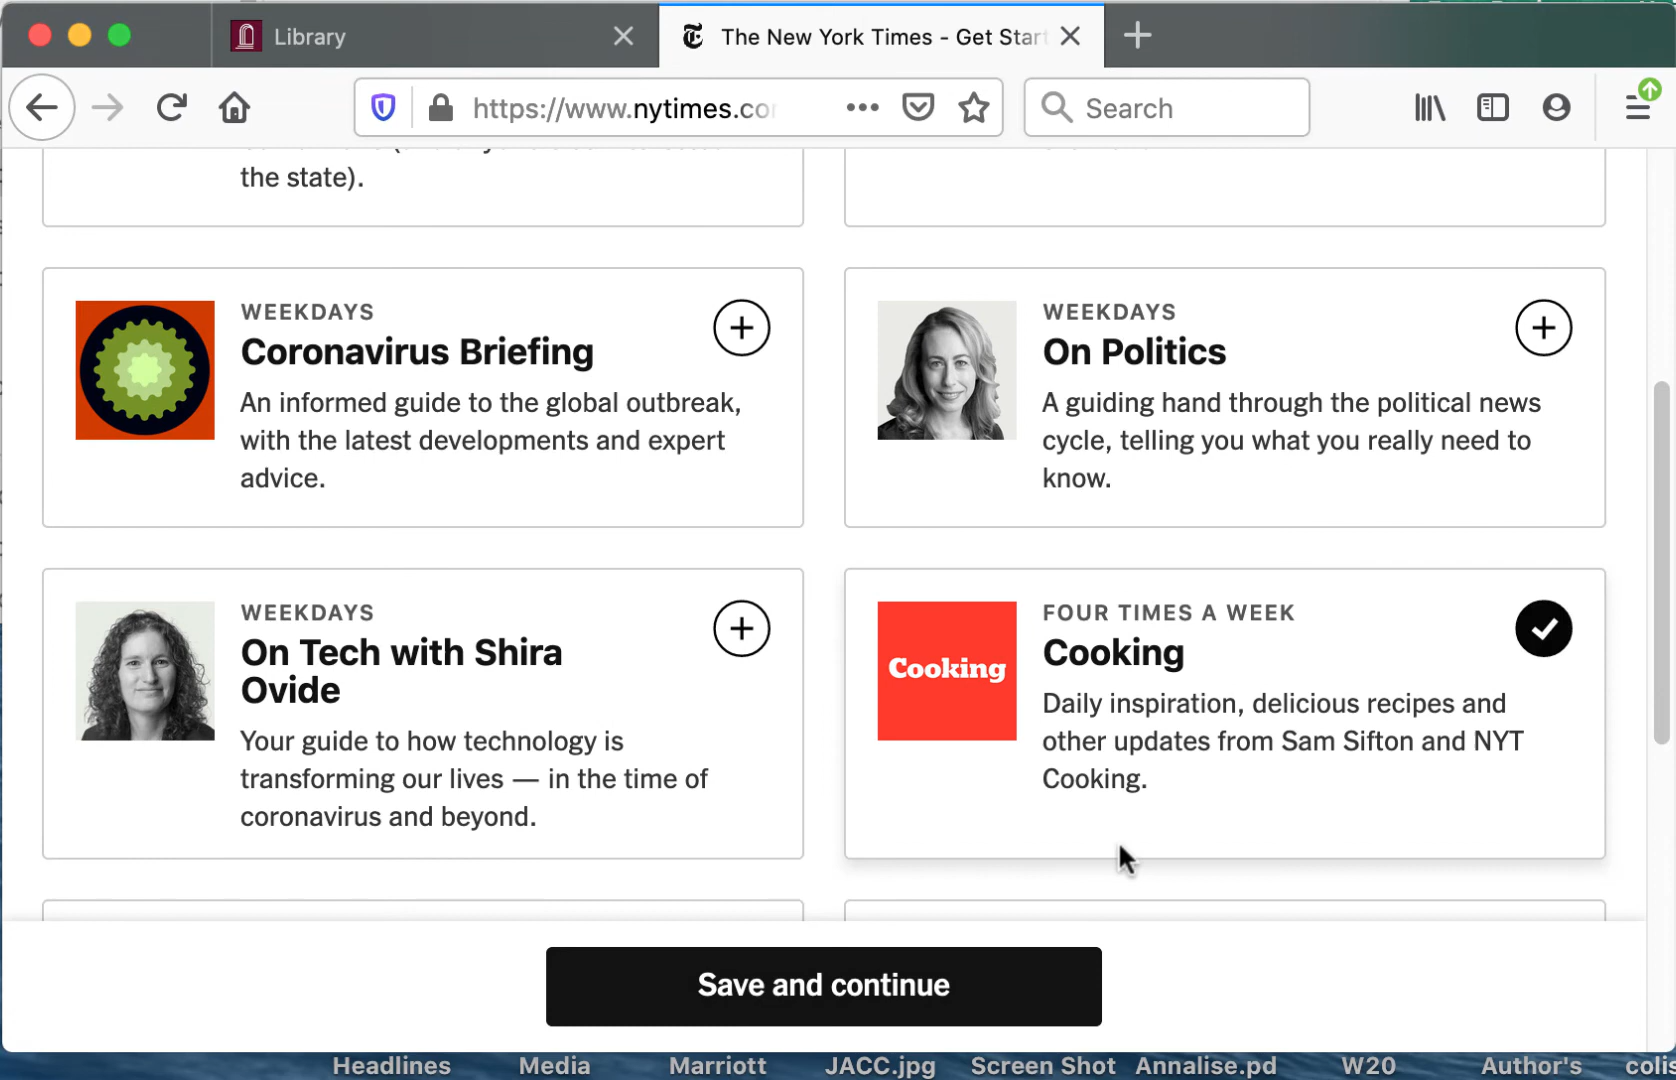 Library
The New York Times - Get Start
https://www.nytimes.co
Search
the state).
WEEKDAYS
Coronavirus Briefing
An informed guide to the global outbreak,
with the latest developments and expert
advice.
WEEKDAYS
On Politics
A guiding hand through the political news
cycle, telling you what you really need to
know.
WEEKDAYS
On Tech with Shira
Ovide
Your guide to how technology is
transforming our lives — in the time of
coronavirus and beyond.
Cooking
FOUR TIMES A WEEK
Cooking
Daily inspiration, delicious recipes and
other updates from Sam Sifton and NYT
Cooking.
Save and continue
Headlines Media Marriott JACC.jpg Screen Shot Annalise.pd W20 Author's colis